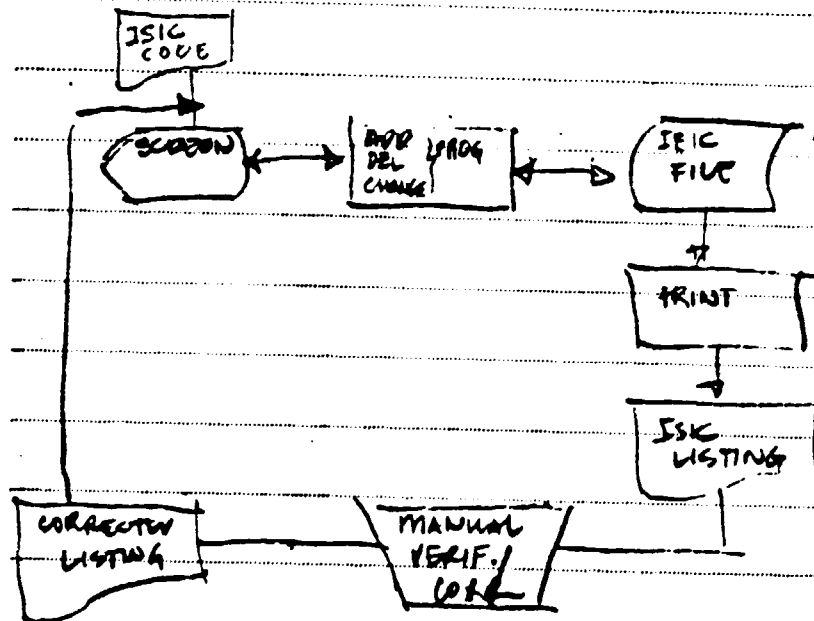 ISIC
CODE
SCREEN
ADD
DEL
CHANGE
PROG
ISIC
FILE
PRINT
ISIC
LISTING
MANUAL
VERIF./
CORR
CORRECTED
LISTING